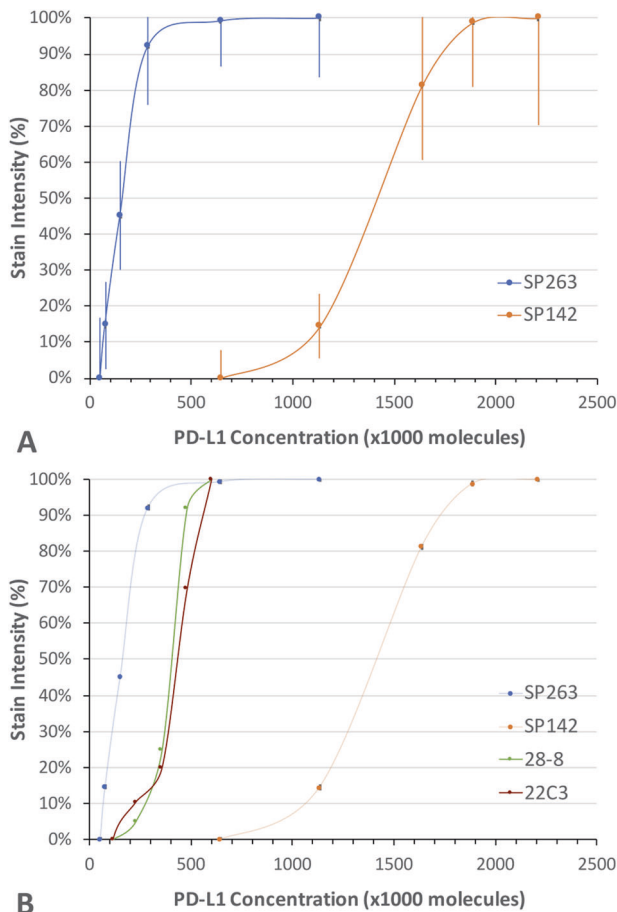 100%
90%
80%
70%
60%
50%
40%
30%
20%
10%
0%
Stain Intensity (%)
SP263
SP142
0 500 1000 1500 2000 2500
A PD-L1 Concentration (x1000 molecules)
100%
90%
80%
70%
60%
50%
40%
30%
20%
10%
0%
Stain Intensity (%)
SP263
SP142
28-8
22C3
0 500 1000 1500 2000 2500
B PD-L1 Concentration (x1000 molecules)